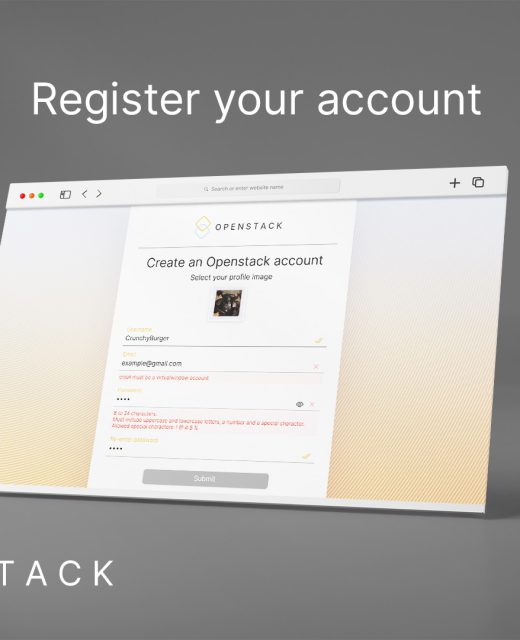 Register your account
Search or enter website name
OPENSTACK
Create an Openstack account
Select your profile image
Username
CrunchyBurger
Email
example@gmail.com
email must be a virtualwindow account
Password
8 to 24 characters.
Must include uppercase and lowercase letters, a number and a special character.
Allowed special characters: ! @ # $ %
Re-enter password
Submit
TACK